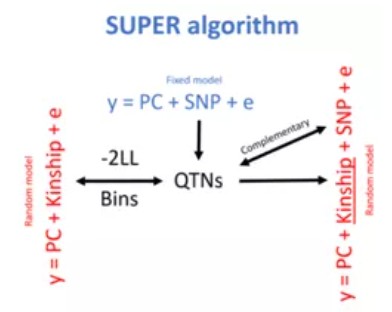 SUPER algorithm
Fixed model
y = PC + SNP + e
Random model
y = PC + Kinship + e
-2LL
Bins
QTNs
Complementary
y = PC + Kinship + SNP + e
Random model